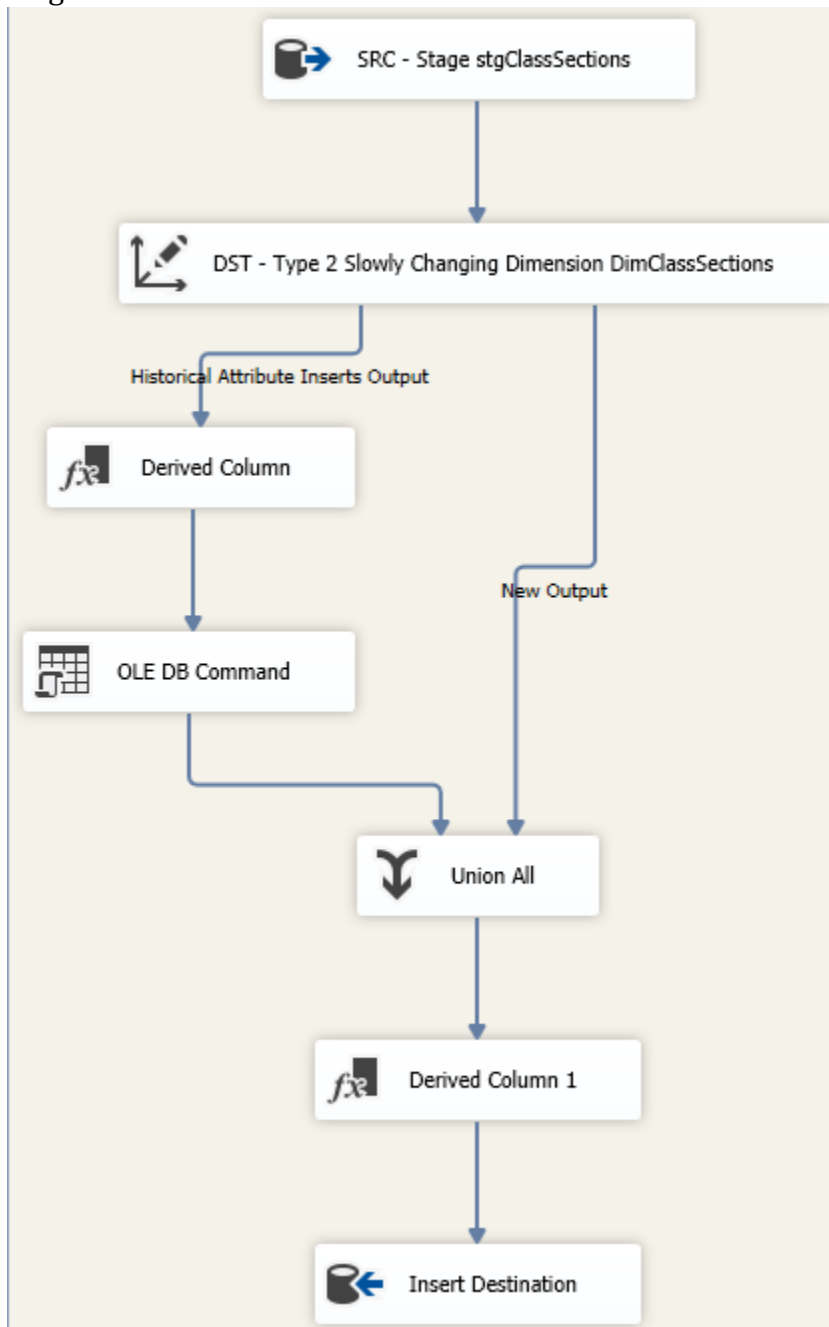 SRC - Stage stgClassSections
DST - Type 2 Slowly Changing Dimension DimClassSections
Historical Attribute Inserts Output
Derived Column
New Output
OLE DB Command
Union All
Derived Column 1
Insert Destination